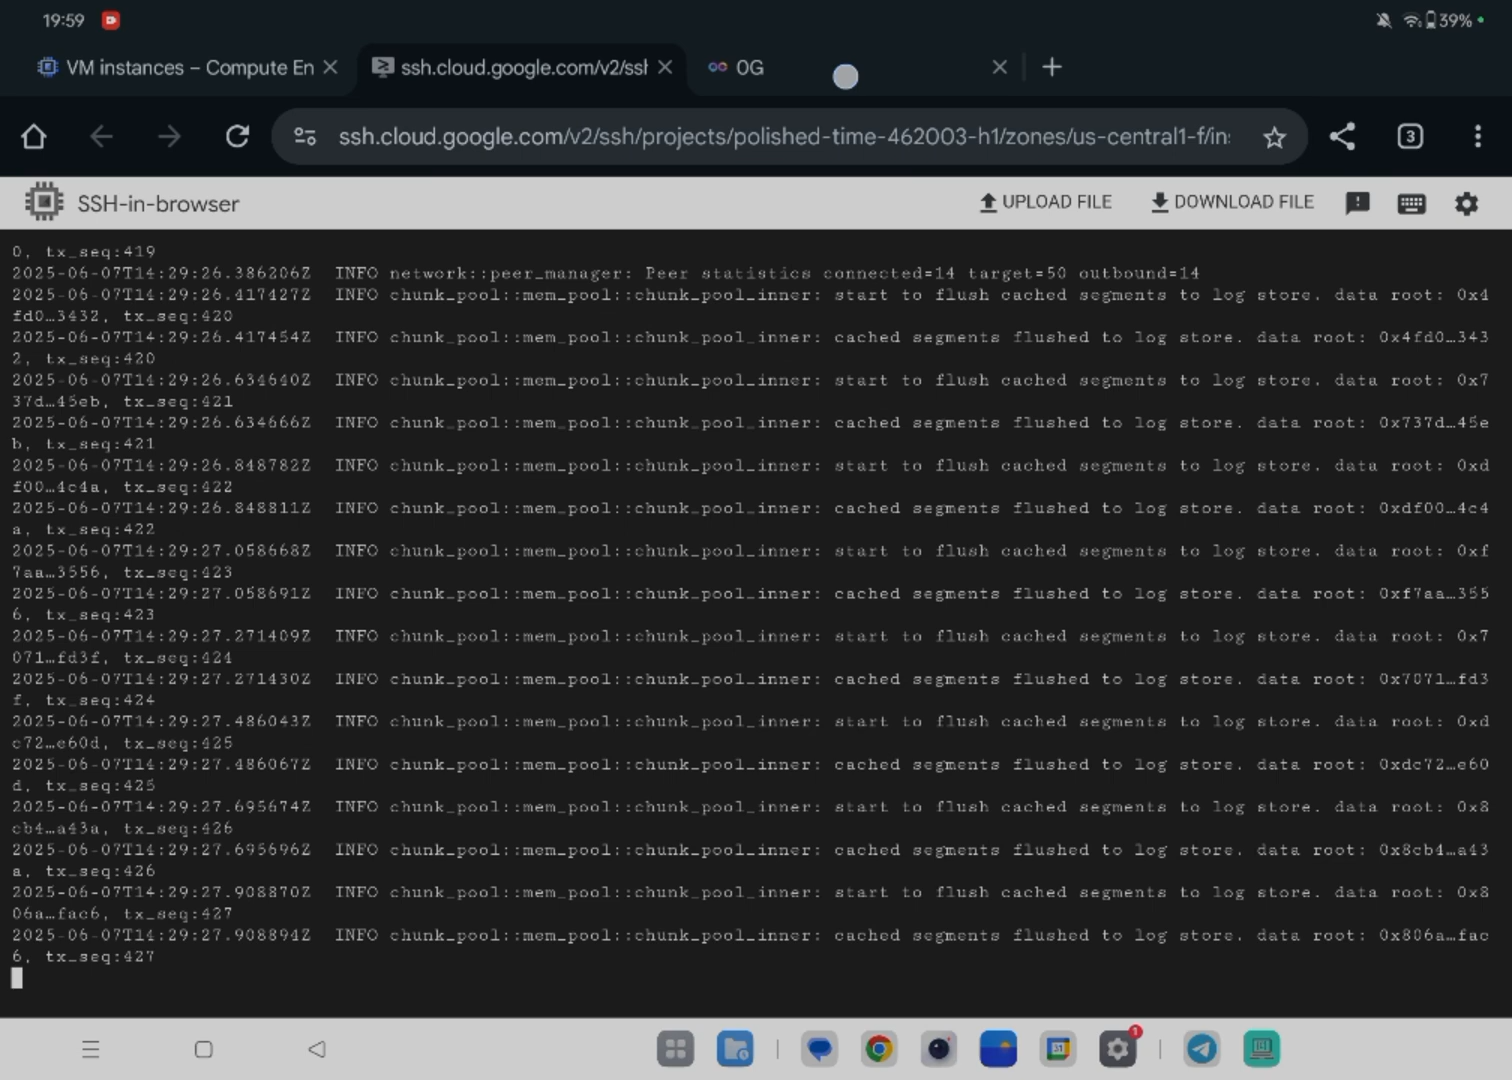 19:59
39%
VM instances – Compute En
ssh.cloud.google.com/v2/ssh
0G
ssh.cloud.google.com/v2/ssh/projects/polished-time-462003-h1/zones/us-central1-f/in
3
SSH-in-browser
UPLOAD FILE
DOWNLOAD FILE
0, tx_seq:419
2025-06-07T14:29:26.386206Z  INFO network::peer_manager: Peer statistics connected=14 target=50 outbound=14
2025-06-07T14:29:26.417427Z  INFO chunk_pool::mem_pool::chunk_pool_inner: start to flush cached segments to log store. data root: 0x4
fd0…3432, tx_seq:420
2025-06-07T14:29:26.417454Z  INFO chunk_pool::mem_pool::chunk_pool_inner: cached segments flushed to log store. data root: 0x4fd0…343
2, tx_seq:420
2025-06-07T14:29:26.634640Z  INFO chunk_pool::mem_pool::chunk_pool_inner: start to flush cached segments to log store. data root: 0x7
37d…45eb, tx_seq:421
2025-06-07T14:29:26.634666Z  INFO chunk_pool::mem_pool::chunk_pool_inner: cached segments flushed to log store. data root: 0x737d…45e
b, tx_seq:421
2025-06-07T14:29:26.848782Z  INFO chunk_pool::mem_pool::chunk_pool_inner: start to flush cached segments to log store. data root: 0xd
f00…4c4a, tx_seq:422
2025-06-07T14:29:26.848811Z  INFO chunk_pool::mem_pool::chunk_pool_inner: cached segments flushed to log store. data root: 0xdf00…4c4
a, tx_seq:422
2025-06-07T14:29:27.058668Z  INFO chunk_pool::mem_pool::chunk_pool_inner: start to flush cached segments to log store. data root: 0xf
7aa…3556, tx_seq:423
2025-06-07T14:29:27.058691Z  INFO chunk_pool::mem_pool::chunk_pool_inner: cached segments flushed to log store. data root: 0xf7aa…355
6, tx_seq:423
2025-06-07T14:29:27.271409Z  INFO chunk_pool::mem_pool::chunk_pool_inner: start to flush cached segments to log store. data root: 0x7
071…fd3f, tx_seq:424
2025-06-07T14:29:27.271430Z  INFO chunk_pool::mem_pool::chunk_pool_inner: cached segments flushed to log store. data root: 0x7071…fd3
f, tx_seq:424
2025-06-07T14:29:27.486043Z  INFO chunk_pool::mem_pool::chunk_pool_inner: start to flush cached segments to log store. data root: 0xd
c72…e60d, tx_seq:425
2025-06-07T14:29:27.486067Z  INFO chunk_pool::mem_pool::chunk_pool_inner: cached segments flushed to log store. data root: 0xdc72…e60
d, tx_seq:425
2025-06-07T14:29:27.695674Z  INFO chunk_pool::mem_pool::chunk_pool_inner: start to flush cached segments to log store. data root: 0x8
cb4…a43a, tx_seq:426
2025-06-07T14:29:27.695696Z  INFO chunk_pool::mem_pool::chunk_pool_inner: cached segments flushed to log store. data root: 0x8cb4…a43
a, tx_seq:426
2025-06-07T14:29:27.908870Z  INFO chunk_pool::mem_pool::chunk_pool_inner: start to flush cached segments to log store. data root: 0x8
06a…fac6, tx_seq:427
2025-06-07T14:29:27.908894Z  INFO chunk_pool::mem_pool::chunk_pool_inner: cached segments flushed to log store. data root: 0x806a…fac
6, tx_seq:427
31
1